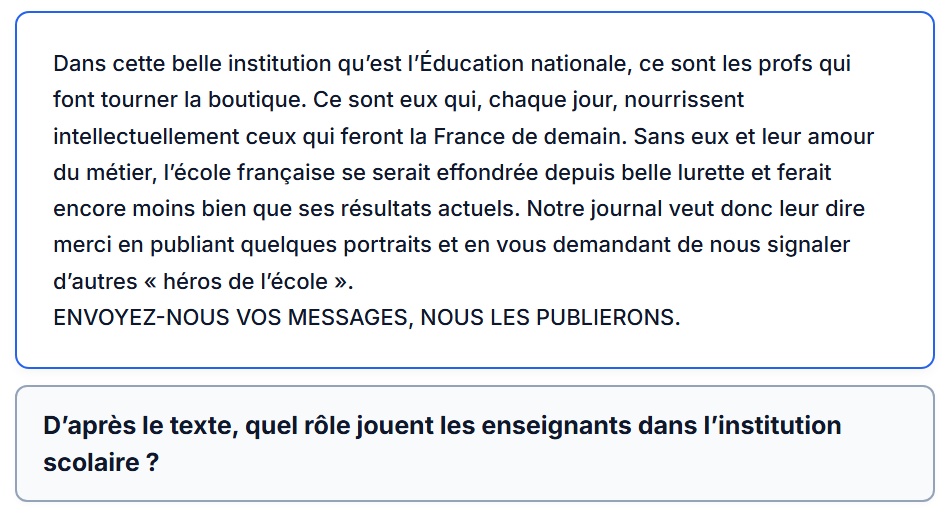 Dans cette belle institution qu’est l’Éducation nationale, ce sont les profs qui
font tourner la boutique. Ce sont eux qui, chaque jour, nourrissent
intellectuellement ceux qui feront la France de demain. Sans eux et leur amour
du métier, l’école française se serait effondrée depuis belle lurette et ferait
encore moins bien que ses résultats actuels. Notre journal veut donc leur dire
merci en publiant quelques portraits et en vous demandant de nous signaler
d’autres « héros de l’école ».
ENVOYEZ-NOUS VOS MESSAGES, NOUS LES PUBLIERONS.
D’après le texte, quel rôle jouent les enseignants dans l’institution
scolaire ?